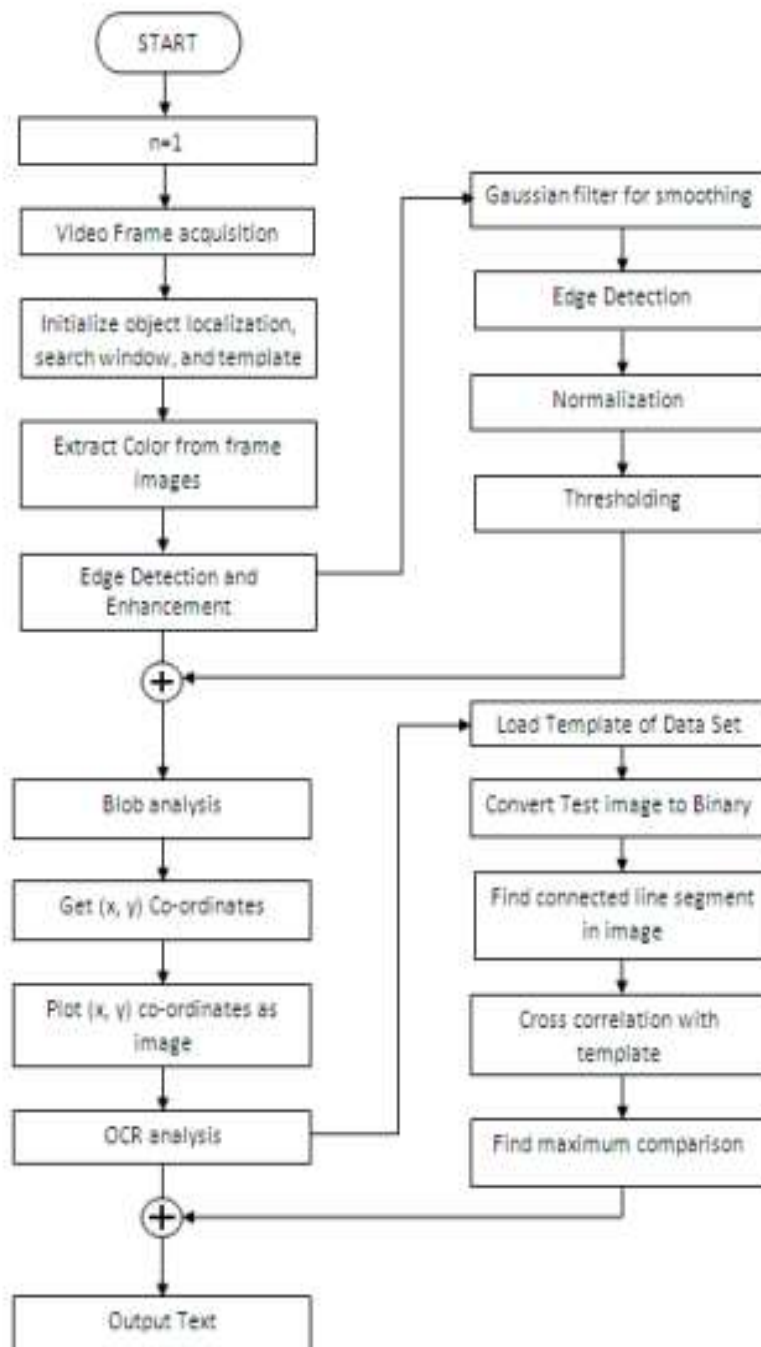 START
n=1
Video Frame acquisition
Initialize object localization,
search window, and template
Extract Color from frame
images
Edge Detection and
Enhancement
Gaussian filter for smoothing
Edge Detection
Normalization
Thresholding
+
Blob analysis
Get (x, y) Co-ordinates
Plot (x, y) co-ordinates as
image
OCR analysis
Load Template of Data Set
Convert Test image to Binary
Find connected line segment
in image
Cross correlation with
template
Find maximum comparison
+
Output Text